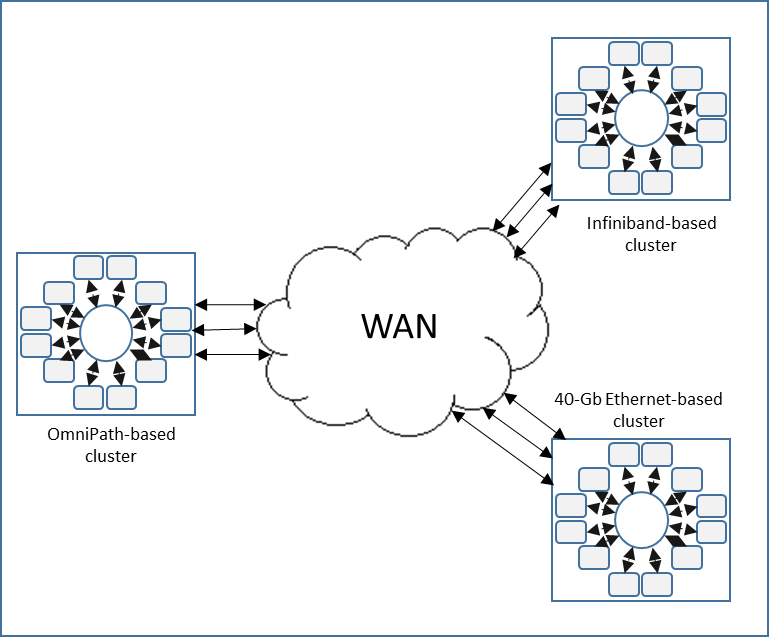 Infiniband-based
cluster
WAN
40-Gb Ethernet-based
cluster
OmniPath-based
cluster